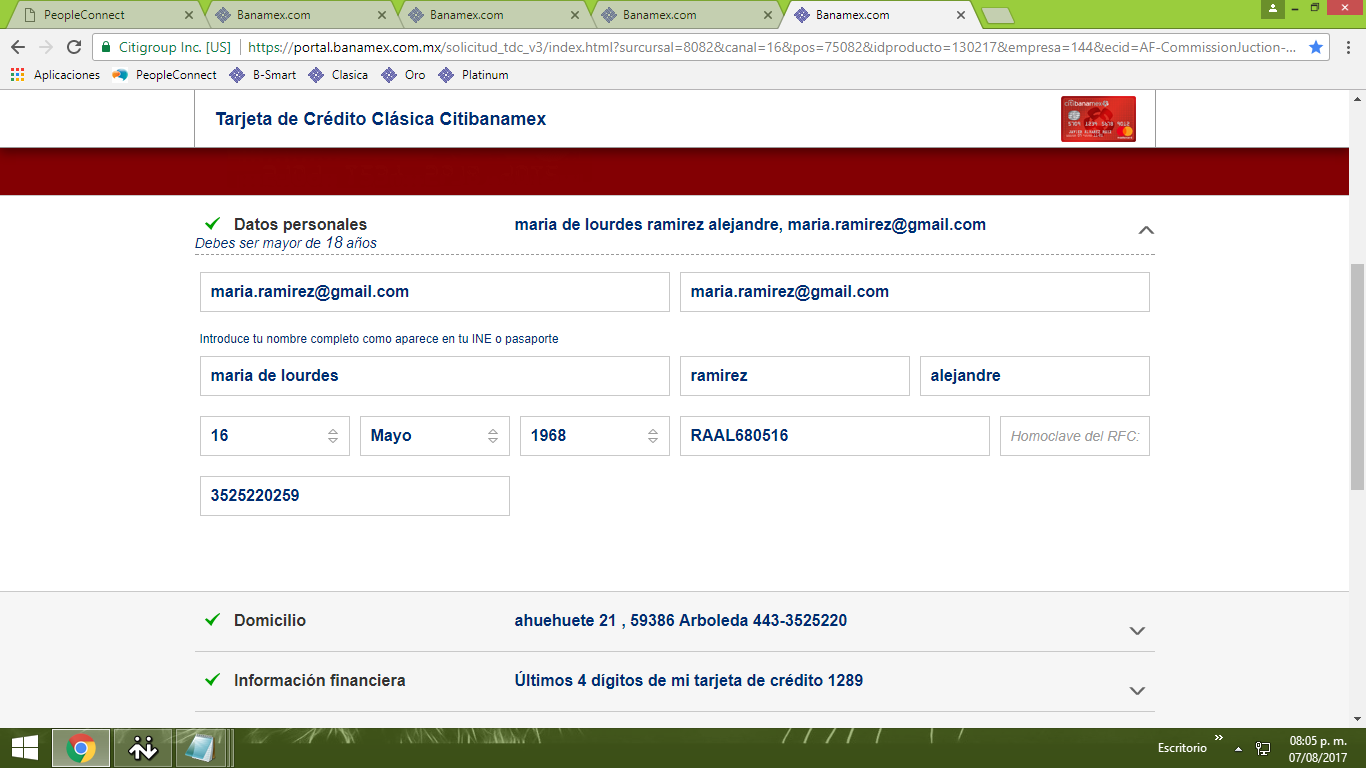 PeopleConnect
Banamex.com
Banamex.com
Banamex.com
Banamex.com
Citigroup Inc. [US]
https://portal.banamex.com.mx/solicitud_tdc_v3/index.html?sursursal=8082&canal=16&pos=75082&idproducto=130217&empresa=144&ecid=AF-CommissionJuction-...
Aplicaciones
PeopleConnect
B-Smart
Clasica
Oro
Platinum
Tarjeta de Crédito Clásica Citibanamex
citibanamex
Datos personales
maria de lourdes ramirez alejandre, maria.ramirez@gmail.com
Debes ser mayor de 18 años
maria.ramirez@gmail.com
maria.ramirez@gmail.com
Introduce tu nombre completo como aparece en tu INE o pasaporte
maria de lourdes
ramirez
alejandre
16
Mayo
1968
RAAL680516
Homoclave del RFC:
3525220259
Domicilio
ahuehuete 21 , 59386 Arboleda 443-3525220
Información financiera
Últimos 4 dígitos de mi tarjeta de crédito 1289
Escritorio
08:05 p. m.
07/08/2017